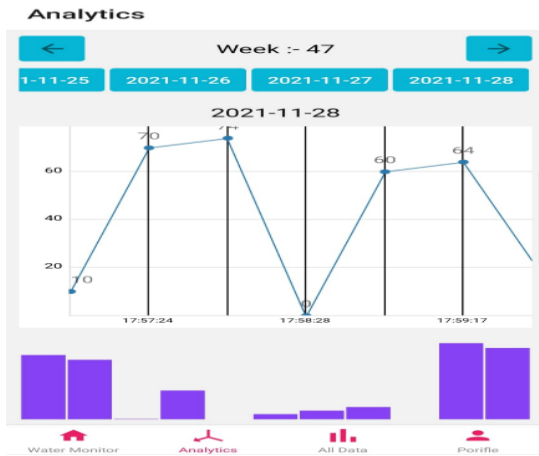 Analytics
Week :- 47
1-11-25 2021-11-26 2021-11-27 2021-11-28
2021-11-28
70 74
60 64
60
40
20
10
0
17:57:24 17:58:28 17:59:17
Water Monitor Analytics All Data Porifle